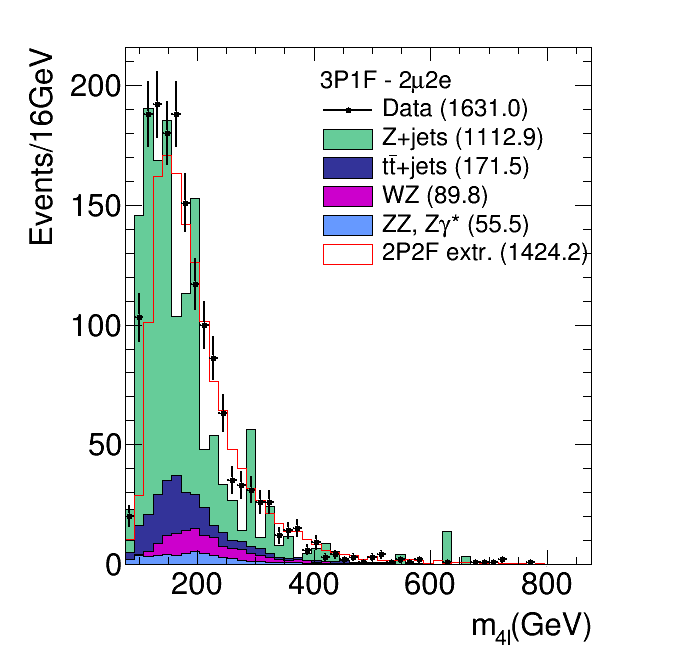 3P1F - 2μ2e
Data (1631.0)
Z+jets (1112.9)
tt̄+jets (171.5)
WZ (89.8)
ZZ, Zγ* (55.5)
2P2F extr. (1424.2)
Events/16GeV
200
150
100
50
0
200 400 600 800
m4l(GeV)